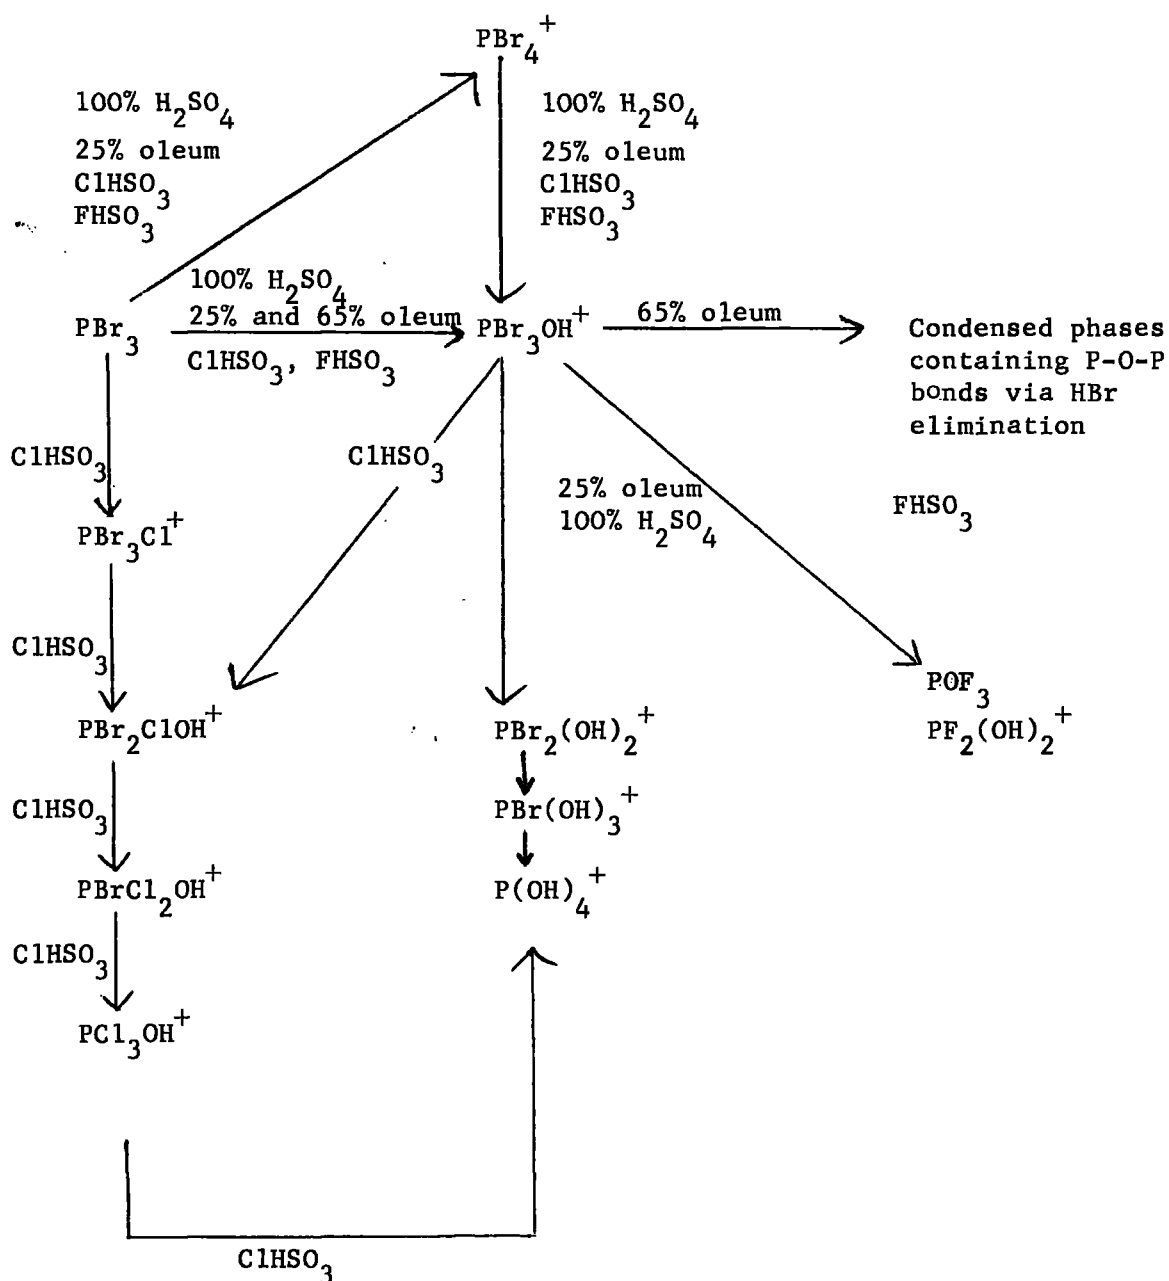 PBr₄⁺
100% H₂SO₄
25% oleum
ClHSO₃
FHSO₃
100% H₂SO₄
25% oleum
ClHSO₃
FHSO₃
100% H₂SO₄
25% and 65% oleum
ClHSO₃, FHSO₃
PBr₃
PBr₃OH⁺
65% oleum
Condensed phases
containing P-O-P
bonds via HBr
elimination
ClHSO₃
ClHSO₃
25% oleum
100% H₂SO₄
FHSO₃
PBr₃Cl⁺
ClHSO₃
PBr₂ClOH⁺
PBr₂(OH)₂⁺
POF₃
PF₂(OH)₂⁺
ClHSO₃
PBr(OH)₃⁺
PBrCl₂OH⁺
P(OH)₄⁺
ClHSO₃
PCl₃OH⁺
ClHSO₃